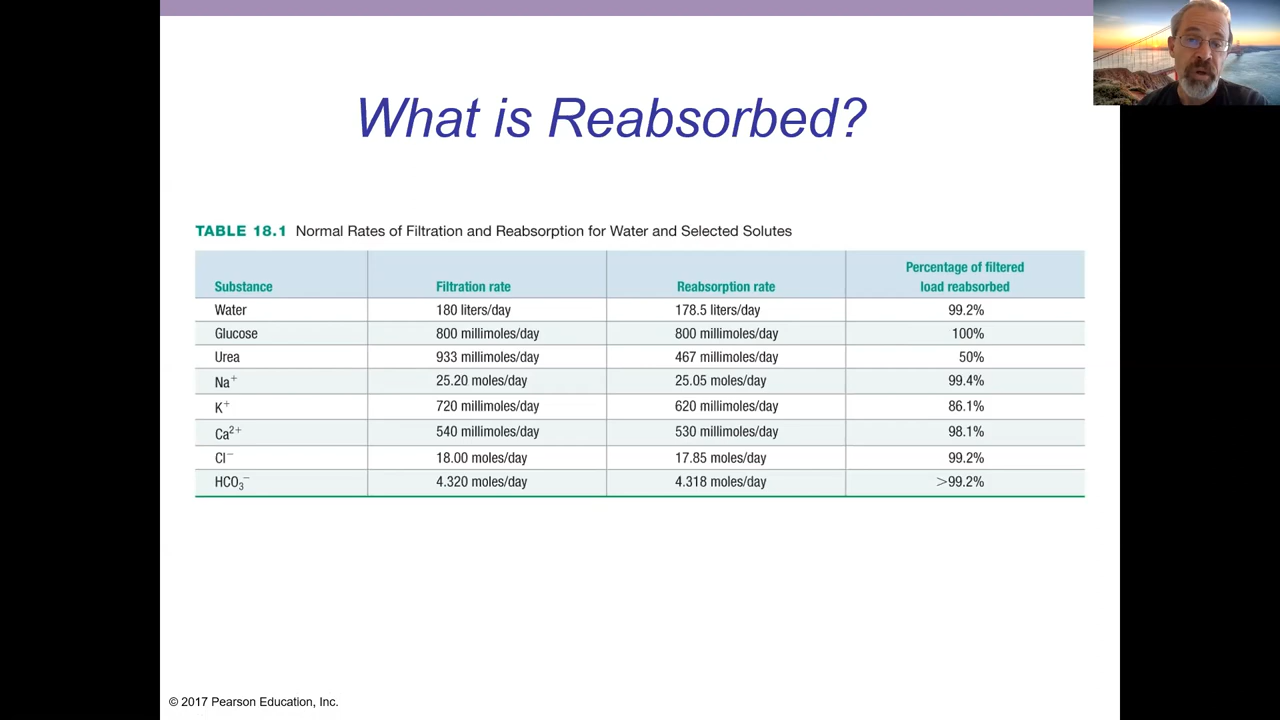 What is Reabsorbed?
TABLE 18.1 Normal Rates of Filtration and Reabsorption for Water and Selected Solutes
Percentage of filtered
Substance Filtration rate Reabsorption rate load reabsorbed
Water 180 liters/day 178.5 liters/day 99.2%
Glucose 800 millimoles/day 800 millimoles/day 100%
Urea 933 millimoles/day 467 millimoles/day 50%
Na⁺ 25.20 moles/day 25.05 moles/day 99.4%
K⁺ 720 millimoles/day 620 millimoles/day 86.1%
Ca²⁺ 540 millimoles/day 530 millimoles/day 98.1%
Cl⁻ 18.00 moles/day 17.85 moles/day 99.2%
HCO₃⁻ 4.320 moles/day 4.318 moles/day >99.2%
© 2017 Pearson Education, Inc.